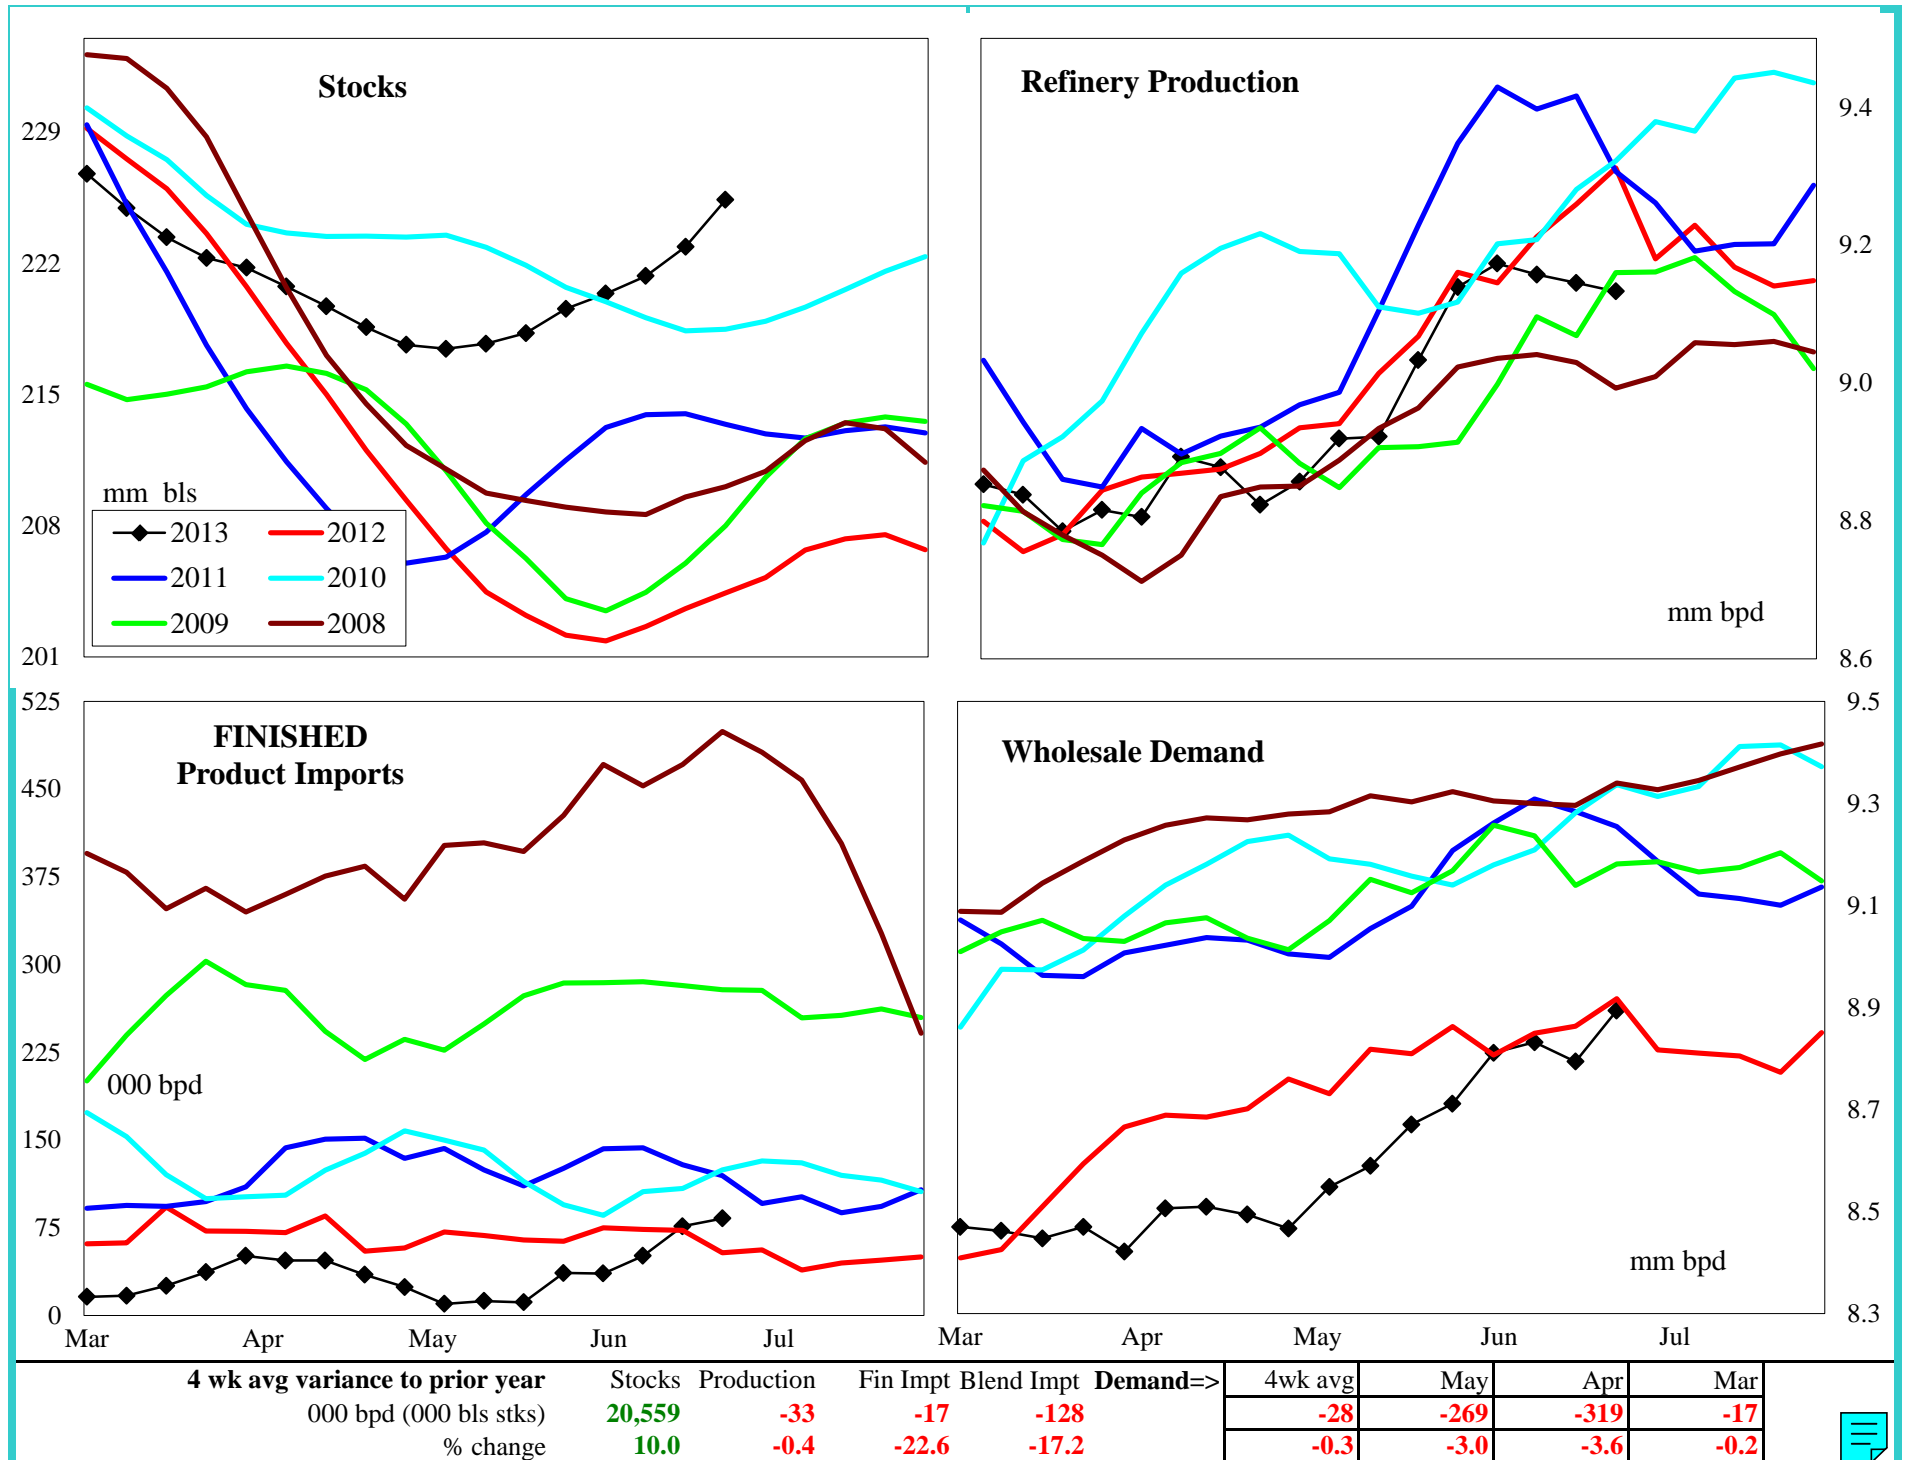 Stocks
229
222
215
208
201
mm bls
2013 2012
2011 2010
2009 2008
Refinery Production
9.4
9.2
9.0
8.8
8.6
mm bpd
FINISHED
Product Imports
525
450
375
300
225
150
75
0
000 bpd
Mar Apr May Jun Jul
Wholesale Demand
9.5
9.3
9.1
8.9
8.7
8.5
8.3
mm bpd
Mar Apr May Jun Jul
4 wk avg variance to prior year Stocks Production Fin Impt Blend Impt Demand=> 4wk avg May Apr Mar
000 bpd (000 bls stks) 20,559 -33 -17 -128 -28 -269 -319 -17
% change 10.0 -0.4 -22.6 -17.2 -0.3 -3.0 -3.6 -0.2